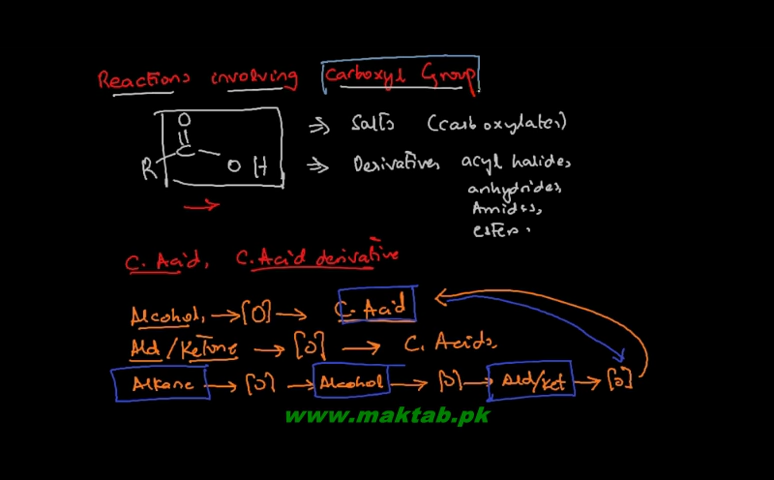 Reactions involving Carboxyl Group
O
R C O H
⇒ Salts (carboxylates)
⇒ Derivatives acyl halides,
anhydrides,
Amides,
esters.
C. Acid, C. Acid derivative
Alcohol, → [O] → C. Acid
Ald / Ketone → [O] → C. Acids,
Alkane → [O] → Alcohol → [O] → Ald/Ket → [O]
www.maktab.pk